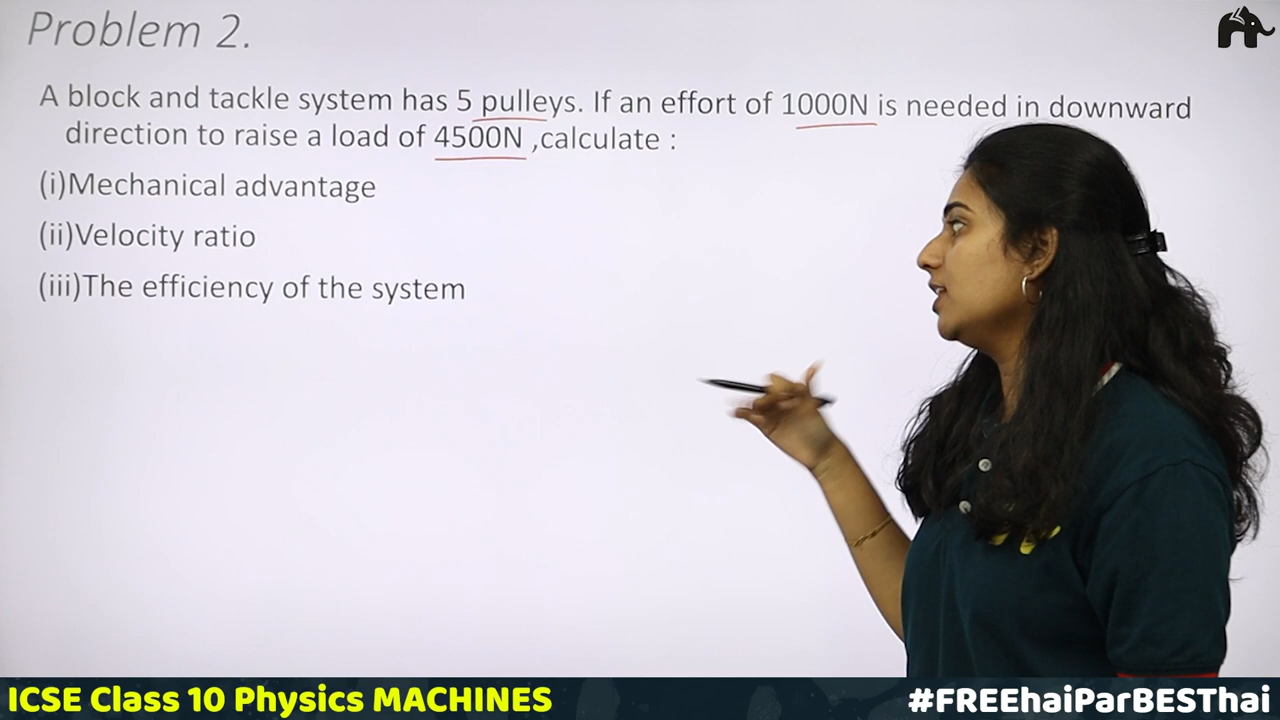 Problem 2.
A block and tackle system has 5 pulleys. If an effort of 1000N is needed in downward
direction to raise a load of 4500N ,calculate :
(i)Mechanical advantage
(ii)Velocity ratio
(iii)The efficiency of the system
ICSE Class 10 Physics MACHINES
#FREEhaiParBESThai